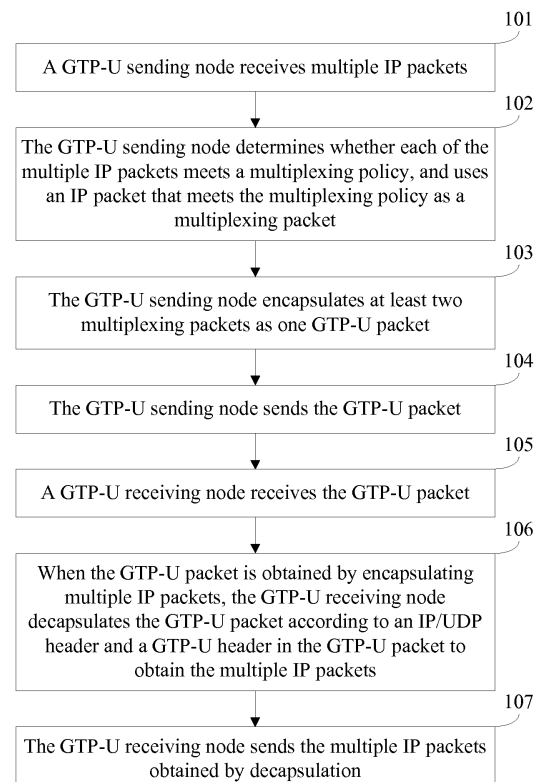 101
A GTP-U sending node receives multiple IP packets
102
The GTP-U sending node determines whether each of the
multiple IP packets meets a multiplexing policy, and uses
an IP packet that meets the multiplexing policy as a
multiplexing packet
103
The GTP-U sending node encapsulates at least two
multiplexing packets as one GTP-U packet
104
The GTP-U sending node sends the GTP-U packet
105
A GTP-U receiving node receives the GTP-U packet
106
When the GTP-U packet is obtained by encapsulating
multiple IP packets, the GTP-U receiving node
decapsulates the GTP-U packet according to an IP/UDP
header and a GTP-U header in the GTP-U packet to
obtain the multiple IP packets
107
The GTP-U receiving node sends the multiple IP packets
obtained by decapsulation